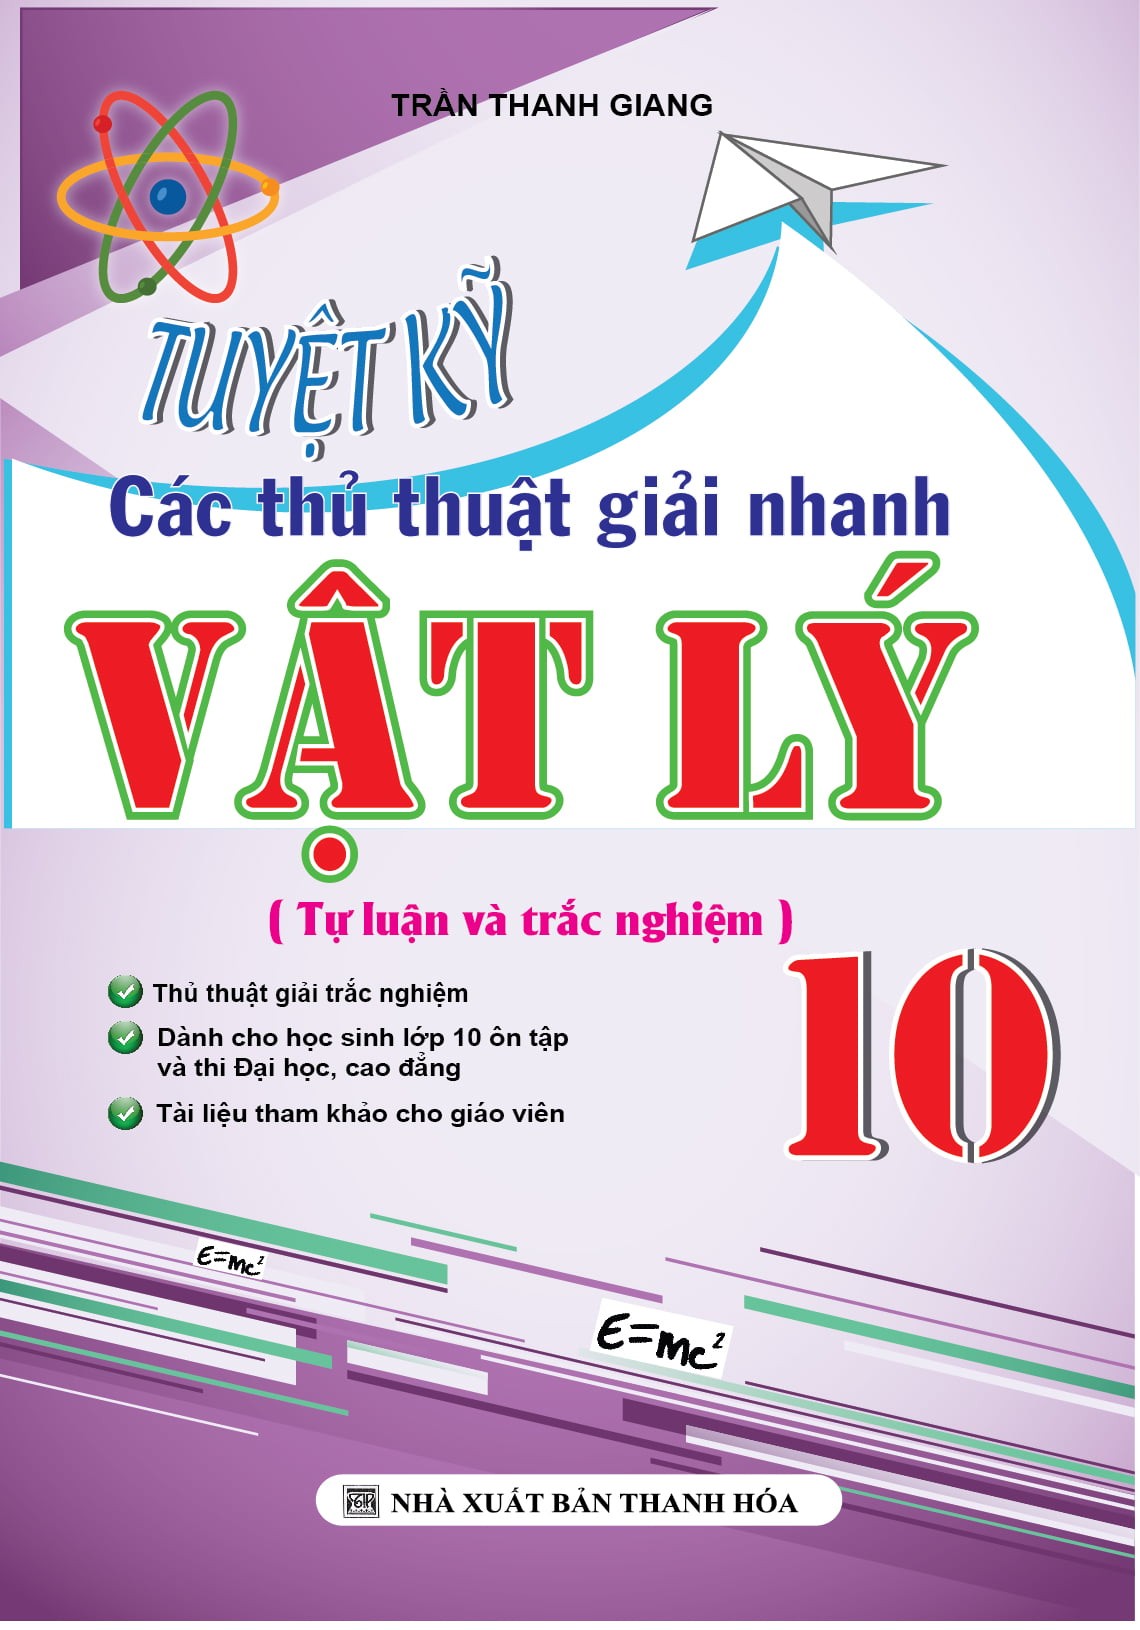 TRẦN THANH GIANG
TUYỆT KỸ
Các thủ thuật giải nhanh
VẬT LÝ
( Tự luận và trắc nghiệm )
10
Thủ thuật giải trắc nghiệm
Dành cho học sinh lớp 10 ôn tập
và thi Đại học, cao đẳng
Tài liệu tham khảo cho giáo viên
E=mc²
E=mc²
NHÀ XUẤT BẢN THANH HÓA